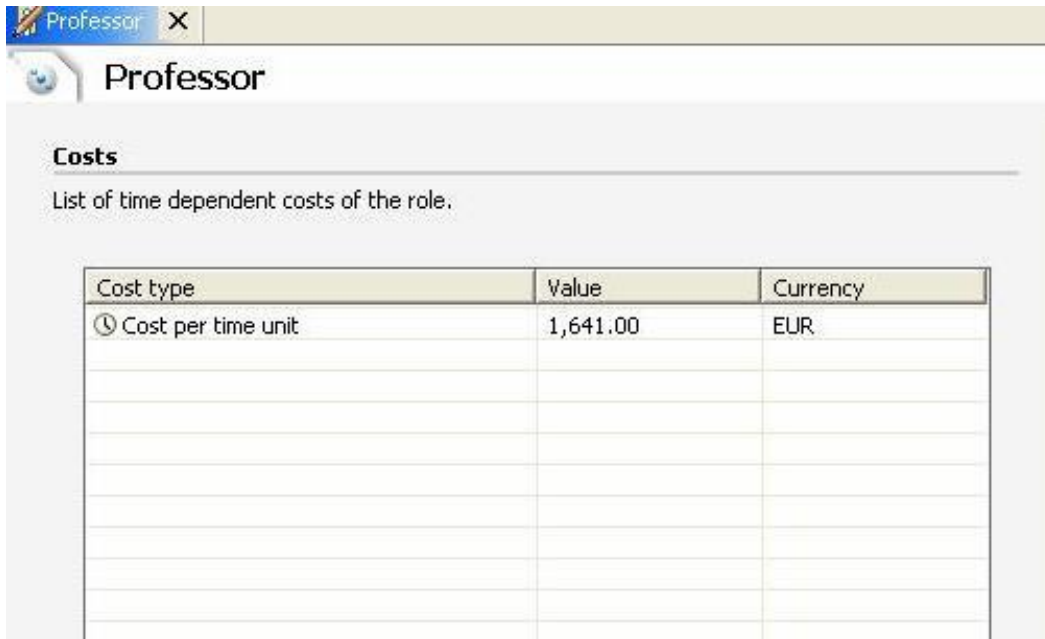 Professor X
Professor
Costs
List of time dependent costs of the role.
Cost type Value Currency
Cost per time unit 1,641.00 EUR